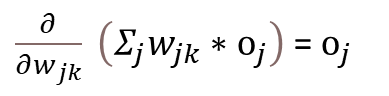 ∂/∂w_jk (Σ_j w_jk * o_j) = o_j